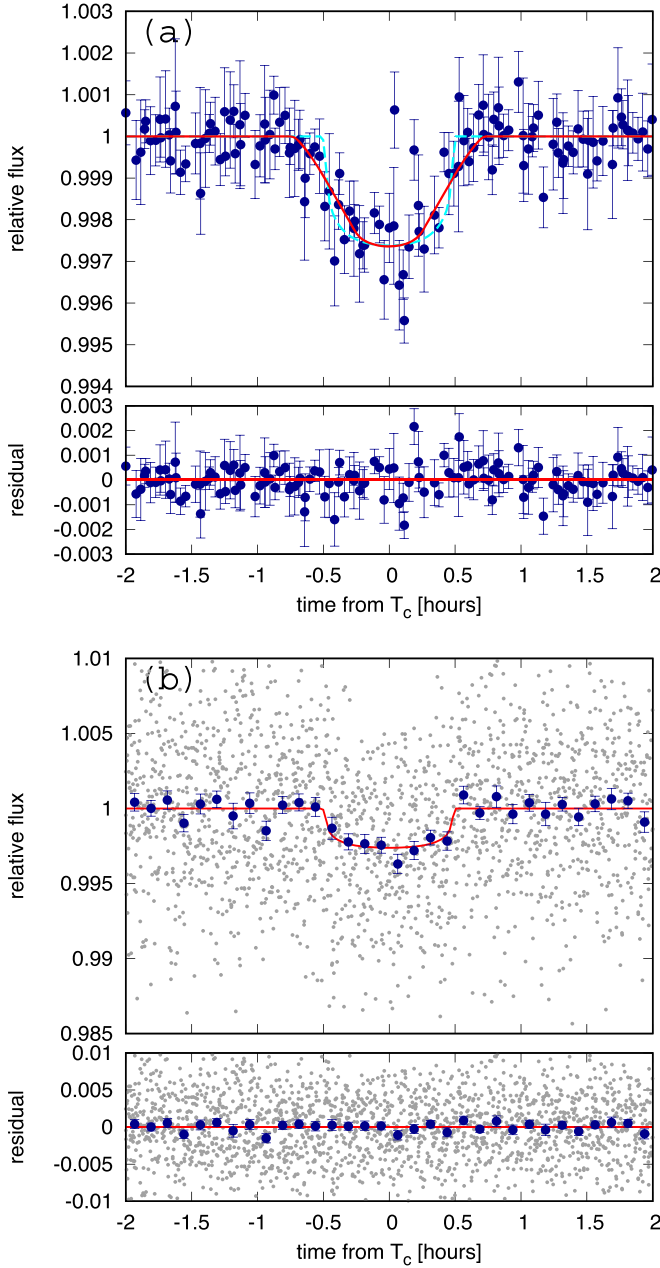 (a)
1.003
1.002
1.001
1
0.999
0.998
0.997
0.996
0.995
0.994
relative flux
0.003
0.002
0.001
0
-0.001
-0.002
-0.003
residual
-2 -1.5 -1 -0.5 0 0.5 1 1.5 2
time from T_c [hours]
(b)
1.01
1.005
1
0.995
0.99
0.985
relative flux
0.01
0.005
0
-0.005
-0.01
residual
-2 -1.5 -1 -0.5 0 0.5 1 1.5 2
time from T_c [hours]